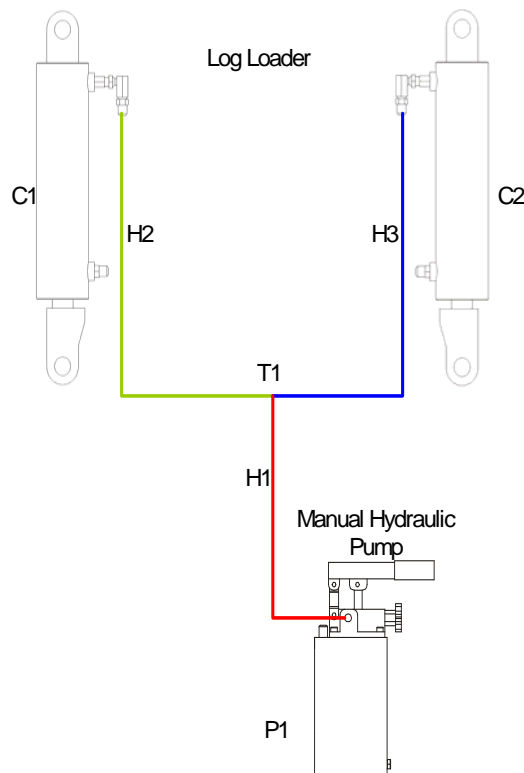 Log Loader
C1
C2
H2
H3
T1
H1
Manual Hydraulic
Pump
P1